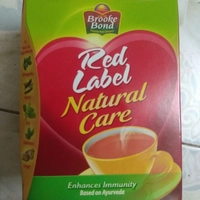 Brooke
Bond
Red
Label
Natural
Care
Enhances Immunity
Based on Ayurveda